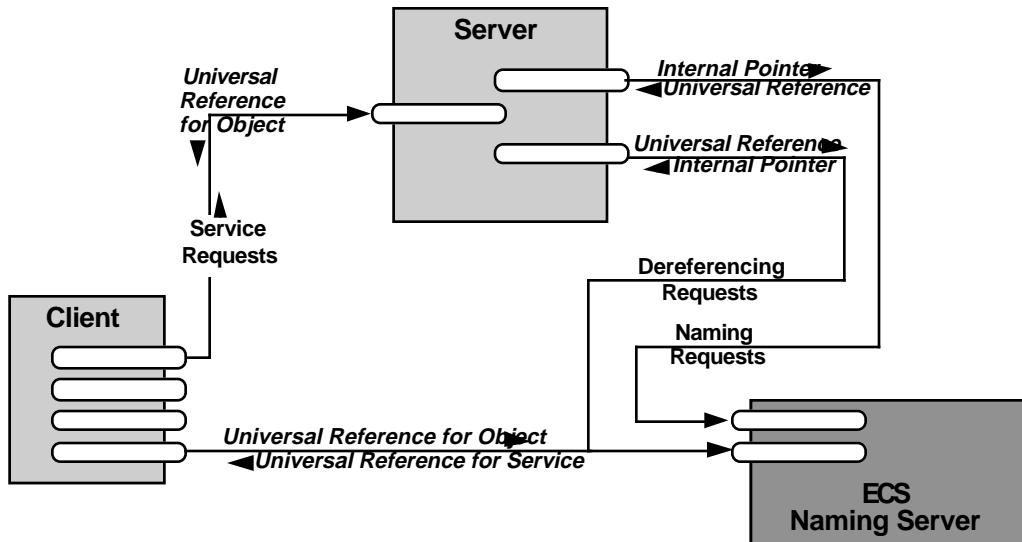 Server
Universal
Reference
for Object
Internal Pointer
Universal Reference
Universal Reference
Internal Pointer
Service
Requests
Dereferencing
Requests
Client
Naming
Requests
Universal Reference for Object
Universal Reference for Service
ECS
Naming Server